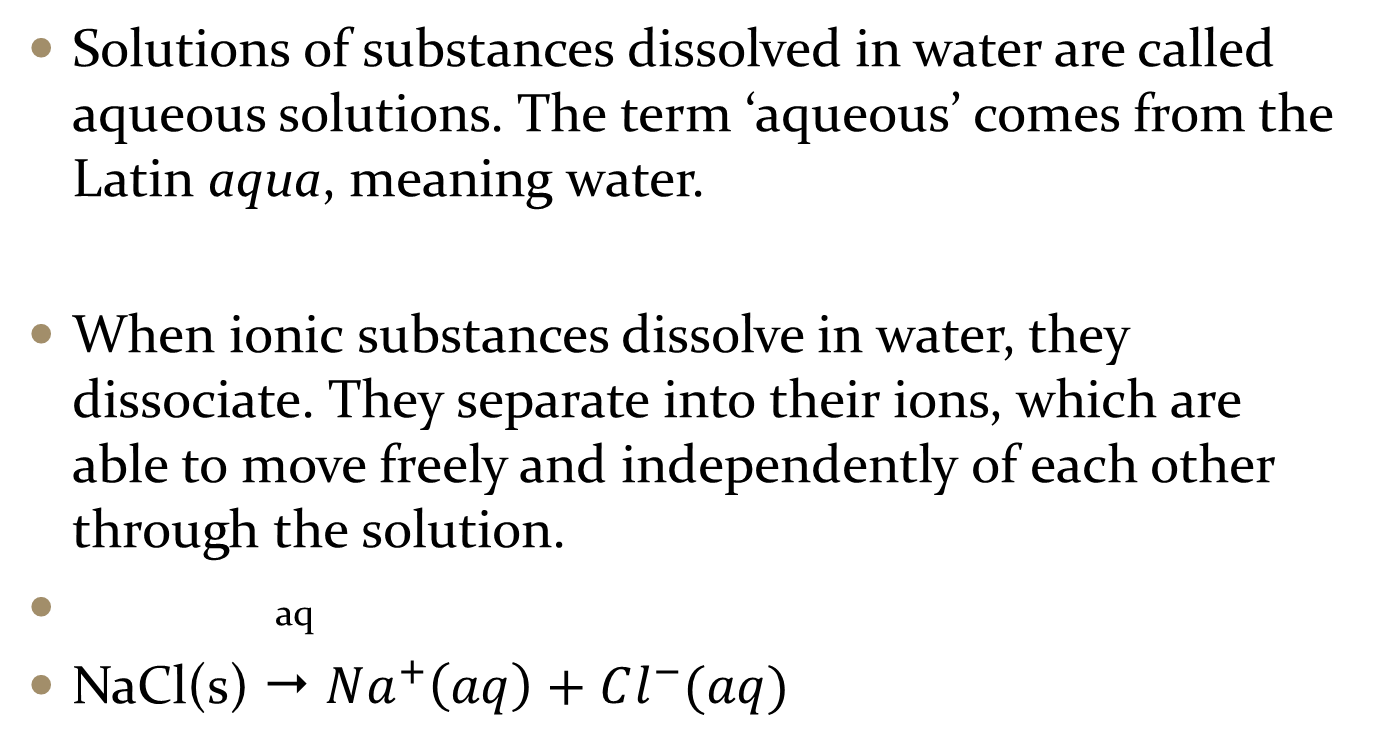 • Solutions of substances dissolved in water are called
aqueous solutions. The term ‘aqueous’ comes from the
Latin aqua, meaning water.
• When ionic substances dissolve in water, they
dissociate. They separate into their ions, which are
able to move freely and independently of each other
through the solution.
• aq
• NaCl(s) → Na⁺(aq) + Cl⁻(aq)